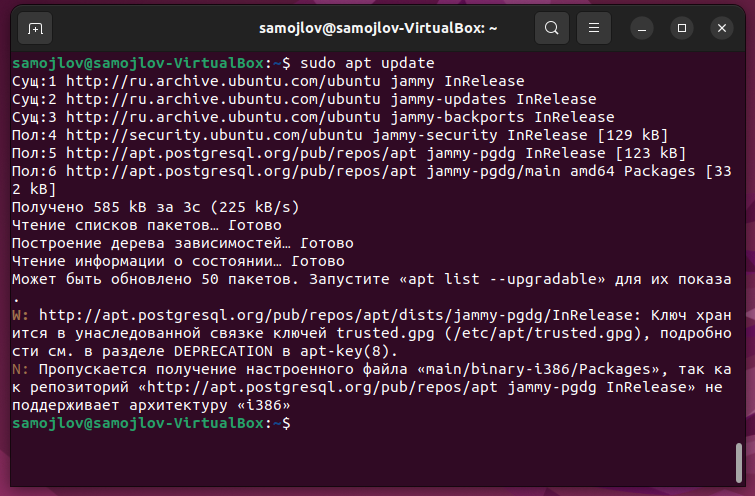 samojlov@samojlov-VirtualBox: ~
samojlov@samojlov-VirtualBox:~$ sudo apt update
Сущ:1 http://ru.archive.ubuntu.com/ubuntu jammy InRelease
Сущ:2 http://ru.archive.ubuntu.com/ubuntu jammy-updates InRelease
Сущ:3 http://ru.archive.ubuntu.com/ubuntu jammy-backports InRelease
Пол:4 http://security.ubuntu.com/ubuntu jammy-security InRelease [129 kB]
Пол:5 http://apt.postgresql.org/pub/repos/apt jammy-pgdg InRelease [123 kB]
Пол:6 http://apt.postgresql.org/pub/repos/apt jammy-pgdg/main amd64 Packages [33
2 kB]
Получено 585 kB за 3с (225 kB/s)
Чтение списков пакетов… Готово
Построение дерева зависимостей… Готово
Чтение информации о состоянии… Готово
Может быть обновлено 50 пакетов. Запустите «apt list --upgradable» для их показа
.
W: http://apt.postgresql.org/pub/repos/apt/dists/jammy-pgdg/InRelease: Ключ хран
ится в унаследованной связке ключей trusted.gpg (/etc/apt/trusted.gpg), подробно
сти см. в разделе DEPRECATION в apt-key(8).
N: Пропускается получение настроенного файла «main/binary-i386/Packages», так ка
к репозиторий «http://apt.postgresql.org/pub/repos/apt jammy-pgdg InRelease» не
поддерживает архитектуру «i386»
samojlov@samojlov-VirtualBox:~$